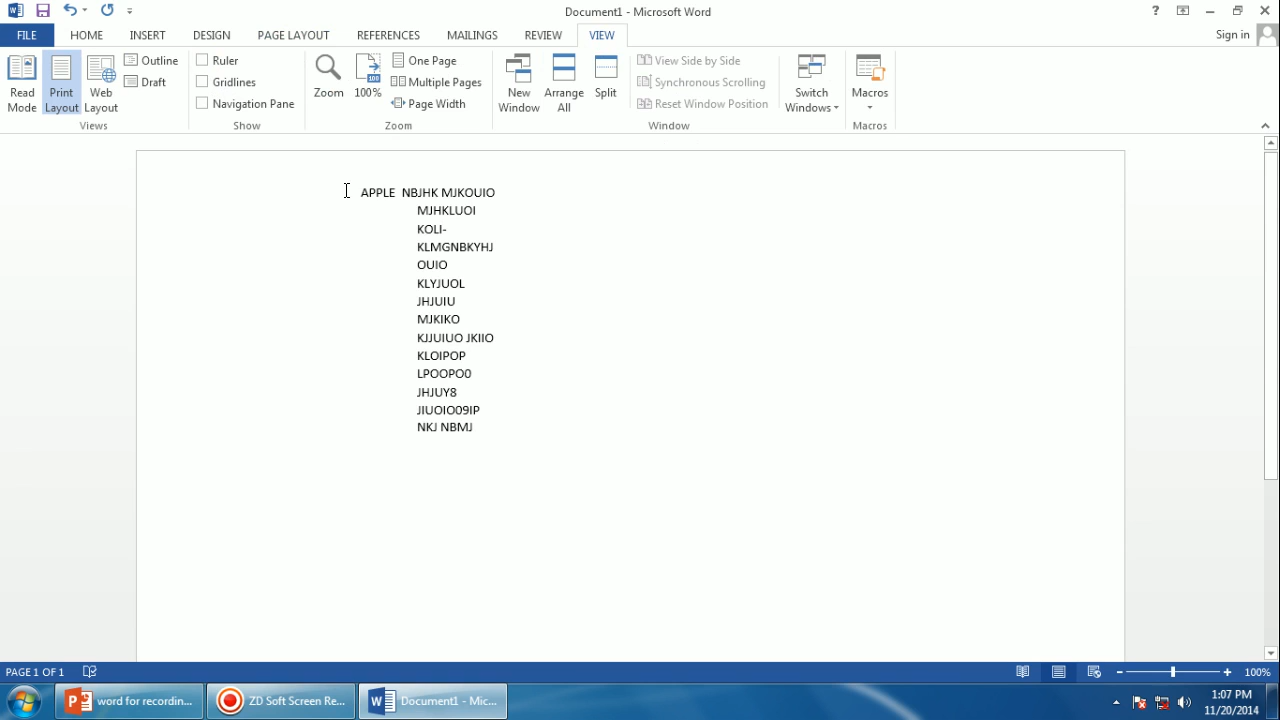 Document1 - Microsoft Word
?
FILE HOME INSERT DESIGN PAGE LAYOUT REFERENCES MAILINGS REVIEW VIEW Sign in
Read Mode
Print Layout
Web Layout
Outline
Draft
Views
Ruler
Gridlines
Navigation Pane
Show
Zoom
100
100%
One Page
Multiple Pages
Page Width
Zoom
New Window
Arrange All
Split
View Side by Side
Synchronous Scrolling
Reset Window Position
Window
Switch Windows
Macros
Macros
APPLE  NBJHK MJKOUIO
MJHKLUOI
KOLI-
KLMGNBKYHJ
OUIO
KLYJUOL
JHJUIU
MJKIKO
KJJUIUO JKIIO
KLOIPOP
LPOOPO0
JHJUY8
JIUOIO09IP
NKJ NBMJ
PAGE 1 OF 1
100%
word for recordin...
ZD Soft Screen Re...
Document1 - Mic...
1:07 PM
11/20/2014